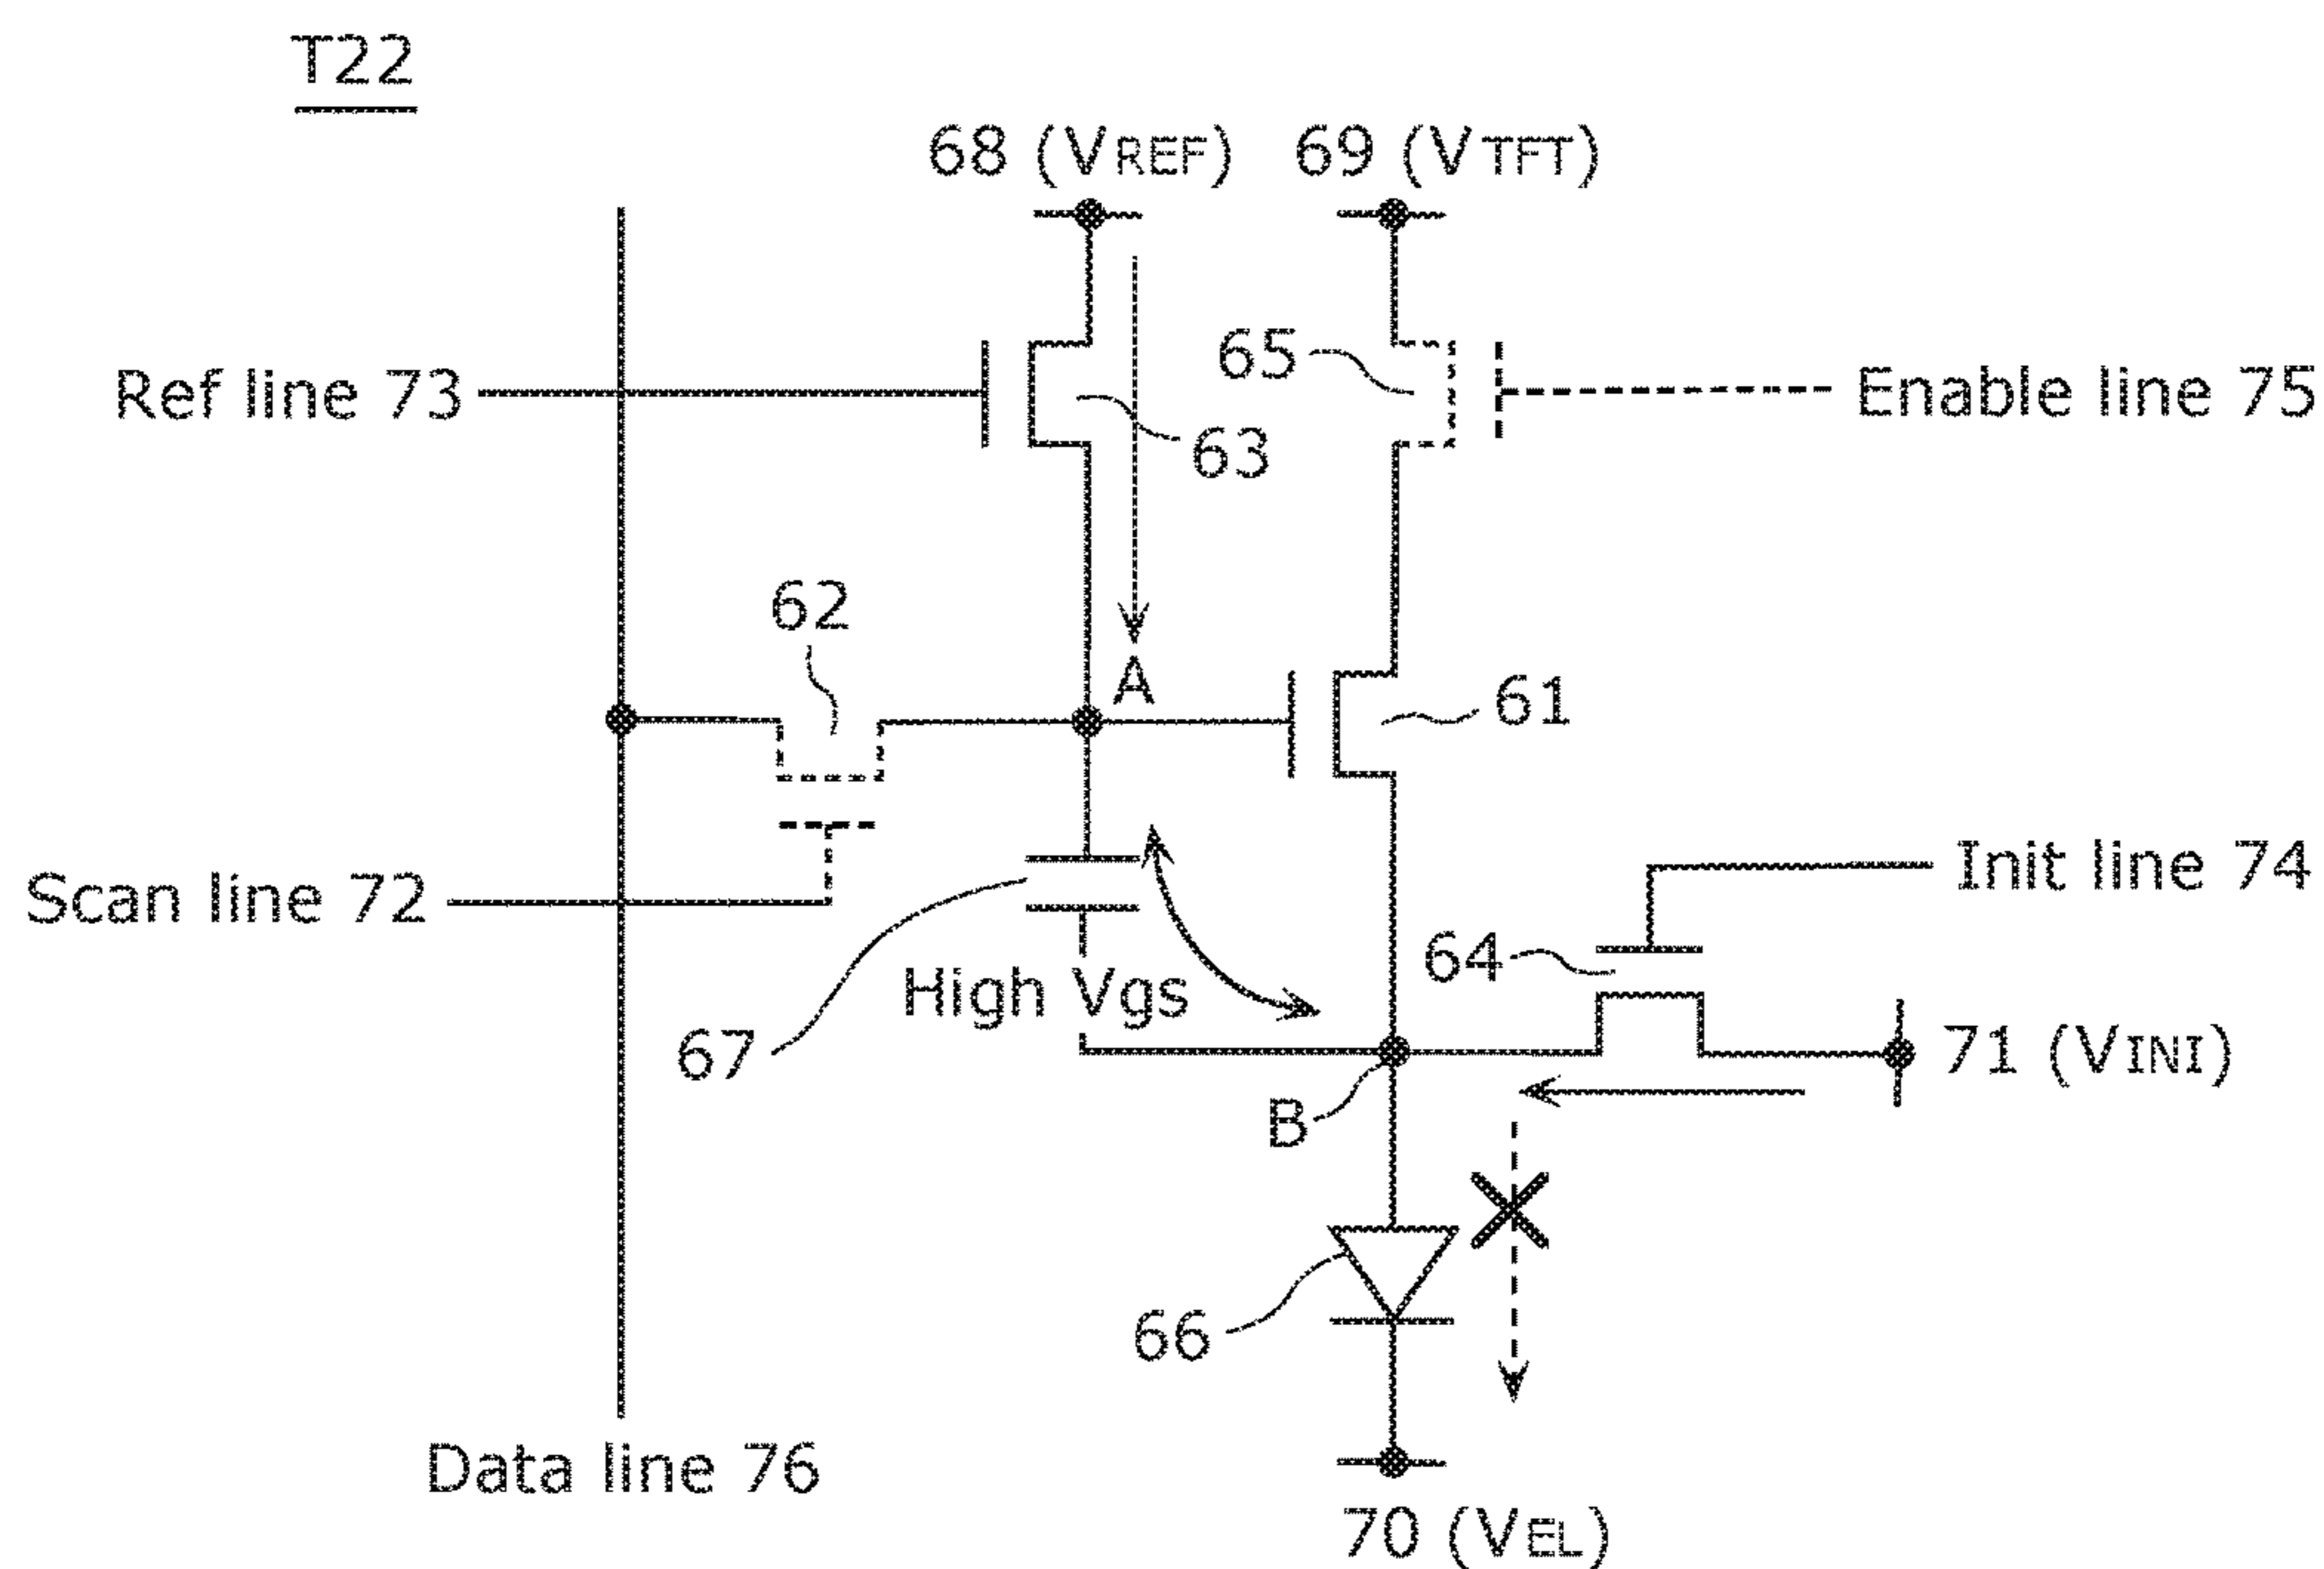 T22
68 (VREF)
69 (VTFT)
65
Ref line 73
Enable line 75
63
62
A
61
Init line 74
Scan line 72
64
High Vgs
67
71 (VINI)
B
66
Data line 76
70 (VEL)